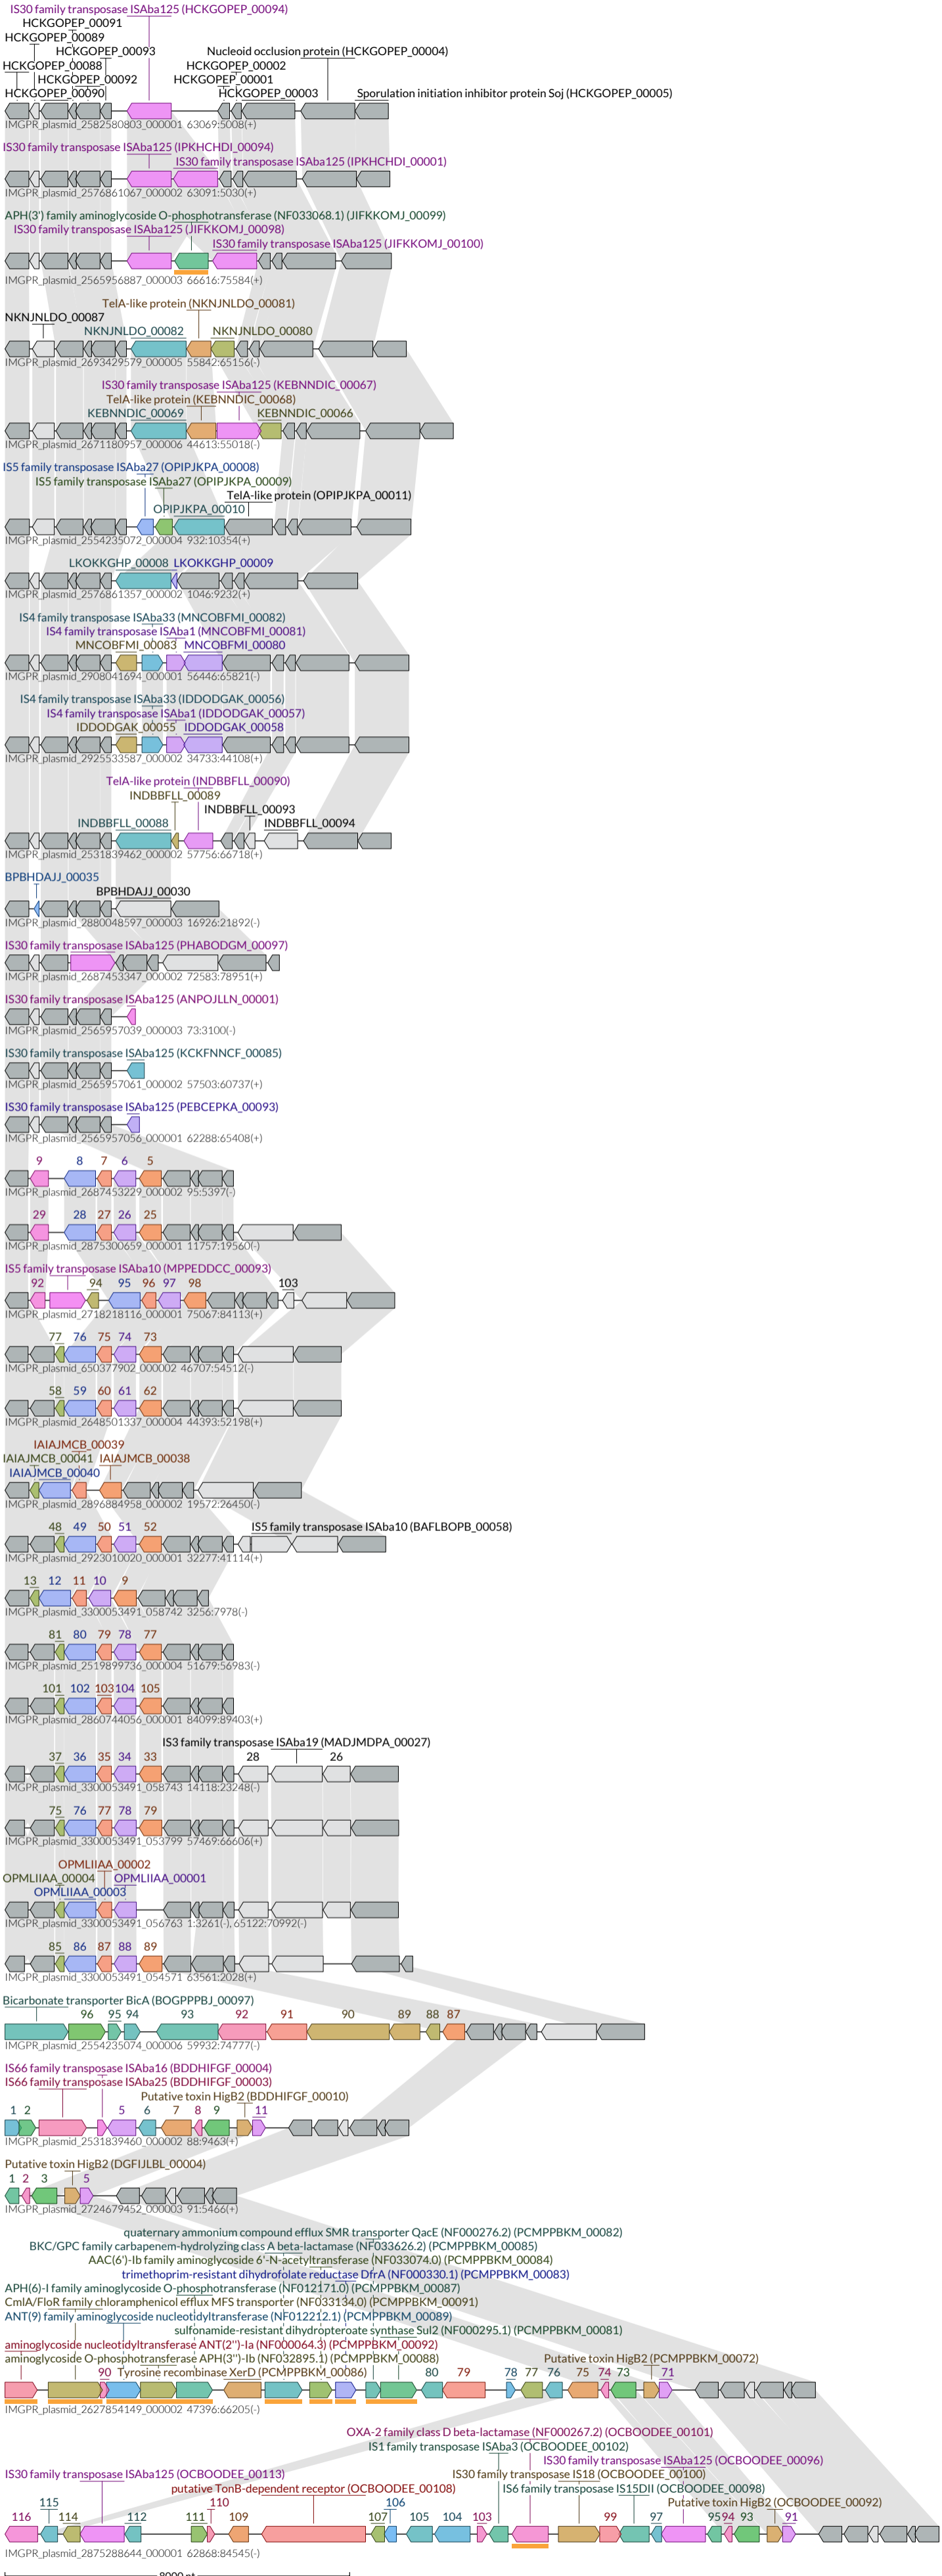 IS30 family transposase ISAba125 (HCKGOPEP_00094)
HCKGOPEP_00091
HCKGOPEP_00089
HCKGOPEP_00093 Nucleoid occlusion protein (HCKGOPEP_00004)
HCKGOPEP_00088 HCKGOPEP_00002
HCKGOPEP_00092 HCKGOPEP_00001
HCKGOPEP_00090 HCKGOPEP_00003 Sporulation initiation inhibitor protein Soj (HCKGOPEP_00005)
IMGPR_plasmid_2582580803_000001 63069:5008(+)
IS30 family transposase ISAba125 (IPKHCHDI_00094)
IS30 family transposase ISAba125 (IPKHCHDI_00001)
IMGPR_plasmid_2576861067_000002 63091:5030(+)
APH(3') family aminoglycoside O-phosphotransferase (NF033068.1) (JIFKKOMJ_00099)
IS30 family transposase ISAba125 (JIFKKOMJ_00098)
IS30 family transposase ISAba125 (JIFKKOMJ_00100)
IMGPR_plasmid_2565956887_000003 66616:75584(+)
TelA-like protein (NKNJNLDO_00081)
NKNJNLDO_00087
NKNJNLDO_00082 NKNJNLDO_00080
IMGPR_plasmid_2693429579_000005 55842:65156(-)
IS30 family transposase ISAba125 (KEBNNDIC_00067)
TelA-like protein (KEBNNDIC_00068)
KEBNNDIC_00069 KEBNNDIC_00066
IMGPR_plasmid_2671180957_000006 44613:55018(-)
IS5 family transposase ISAba27 (OPIPJKPA_00008)
IS5 family transposase ISAba27 (OPIPJKPA_00009)
TelA-like protein (OPIPJKPA_00011)
OPIPJKPA_00010
IMGPR_plasmid_2554235072_000004 932:10354(+)
LKOKKGHP_00008 LKOKKGHP_00009
IMGPR_plasmid_2576861357_000002 1046:9232(+)
IS4 family transposase ISAba33 (MNCOBFMI_00082)
IS4 family transposase ISAba1 (MNCOBFMI_00081)
MNCOBFMI_00083 MNCOBFMI_00080
IMGPR_plasmid_2908041694_000001 56446:65821(-)
IS4 family transposase ISAba33 (IDDODGAK_00056)
IS4 family transposase ISAba1 (IDDODGAK_00057)
IDDODGAK_00055 IDDODGAK_00058
IMGPR_plasmid_2925533587_000002 34733:44108(+)
TelA-like protein (INDBBFLL_00090)
INDBBFLL_00089
INDBBFLL_00093
INDBBFLL_00088 INDBBFLL_00094
IMGPR_plasmid_2531839462_000002 57756:66718(+)
BPBHDAJJ_00035
BPBHDAJJ_00030
IMGPR_plasmid_2880048597_000003 16926:21892(-)
IS30 family transposase ISAba125 (PHABODGM_00097)
IMGPR_plasmid_2687453347_000002 72583:78951(+)
IS30 family transposase ISAba125 (ANPOJLLN_00001)
IMGPR_plasmid_2565957039_000003 73:3100(-)
IS30 family transposase ISAba125 (KCKFNNCF_00085)
IMGPR_plasmid_2565957061_000002 57503:60737(+)
IS30 family transposase ISAba125 (PEBCEPKA_00093)
IMGPR_plasmid_2565957056_000001 62288:65408(+)
9 8 7 6 5
IMGPR_plasmid_2687453229_000002 95:5397(-)
29 28 27 26 25
IMGPR_plasmid_2875300659_000001 11757:19560(-)
IS5 family transposase ISAba10 (MPPEDDCC_00093)
92 94 95 96 97 98 103
IMGPR_plasmid_2718218116_000001 75067:84113(+)
77 76 75 74 73
IMGPR_plasmid_650377902_000002 46707:54512(-)
58 59 60 61 62
IMGPR_plasmid_2648501337_000004 44393:52198(+)
IAIAJMCB_00039
IAIAJMCB_00041 IAIAJMCB_00038
IAIAJMCB_00040
IMGPR_plasmid_2896884958_000002 19572:26450(-)
48 49 50 51 52 IS5 family transposase ISAba10 (BAFLBOPB_00058)
IMGPR_plasmid_2923010020_000001 32277:41114(+)
13 12 11 10 9
IMGPR_plasmid_3300053491_058742 3256:7978(-)
81 80 79 78 77
IMGPR_plasmid_2519899736_000004 51679:56983(-)
101 102 103 104 105
IMGPR_plasmid_2860744056_000001 84099:89403(+)
IS3 family transposase ISAba19 (MADJMDPA_00027)
37 36 35 34 33 28 26
IMGPR_plasmid_3300053491_058743 14118:23248(-)
75 76 77 78 79
IMGPR_plasmid_3300053491_053799 57469:66606(+)
OPMLIIAA_00002
OPMLIIAA_00004 OPMLIIAA_00001
OPMLIIAA_00003
IMGPR_plasmid_3300053491_056763 1:3261(-), 65122:70992(-)
85 86 87 88 89
IMGPR_plasmid_3300053491_054571 63561:2028(+)
Bicarbonate transporter BicA (BOGPPPBJ_00097)
96 95 94 93 92 91 90 89 88 87
IMGPR_plasmid_2554235074_000006 59932:74777(-)
IS66 family transposase ISAba16 (BDDHIFGF_00004)
IS66 family transposase ISAba25 (BDDHIFGF_00003)
Putative toxin HigB2 (BDDHIFGF_00010)
1 2 5 6 7 8 9 11
IMGPR_plasmid_2531839460_000002 88:9463(+)
Putative toxin HigB2 (DGFIJLBL_00004)
1 2 3 5
IMGPR_plasmid_2724679452_000003 91:5466(+)
quaternary ammonium compound efflux SMR transporter QacE (NF000276.2) (PCMPPBKM_00082)
BKC/GPC family carbapenem-hydrolyzing class A beta-lactamase (NF033626.2) (PCMPPBKM_00085)
AAC(6')-Ib family aminoglycoside 6'-N-acetyltransferase (NF033074.0) (PCMPPBKM_00084)
trimethoprim-resistant dihydrofolate reductase DfrA (NF000330.1) (PCMPPBKM_00083)
APH(6)-I family aminoglycoside O-phosphotransferase (NF012171.0) (PCMPPBKM_00087)
CmlA/FloR family chloramphenicol efflux MFS transporter (NF033134.0) (PCMPPBKM_00091)
ANT(9) family aminoglycoside nucleotidyltransferase (NF012212.1) (PCMPPBKM_00089)
sulfonamide-resistant dihydropteroate synthase Sul2 (NF000295.1) (PCMPPBKM_00081)
aminoglycoside nucleotidyltransferase ANT(2'')-Ia (NF000064.3) (PCMPPBKM_00092)
aminoglycoside O-phosphotransferase APH(3'')-Ib (NF032895.1) (PCMPPBKM_00088)
90 Tyrosine recombinase XerD (PCMPPBKM_00086) Putative toxin HigB2 (PCMPPBKM_00072)
80 79 78 77 76 75 74 73 71
IMGPR_plasmid_2627854149_000002 47396:66205(-)
OXA-2 family class D beta-lactamase (NF000267.2) (OCBOODEE_00101)
IS1 family transposase ISAba3 (OCBOODEE_00102)
IS30 family transposase ISAba125 (OCBOODEE_00096)
IS30 family transposase ISAba125 (OCBOODEE_00113) IS30 family transposase IS18 (OCBOODEE_00100)
putative TonB-dependent receptor (OCBOODEE_00108) IS6 family transposase IS15DII (OCBOODEE_00098)
115 110 106 Putative toxin HigB2 (OCBOODEE_00092)
116 114 112 111 109 107 105 104 103 99 97 95 94 93 91
IMGPR_plasmid_2875288644_000001 62868:84545(-)
8000 nt